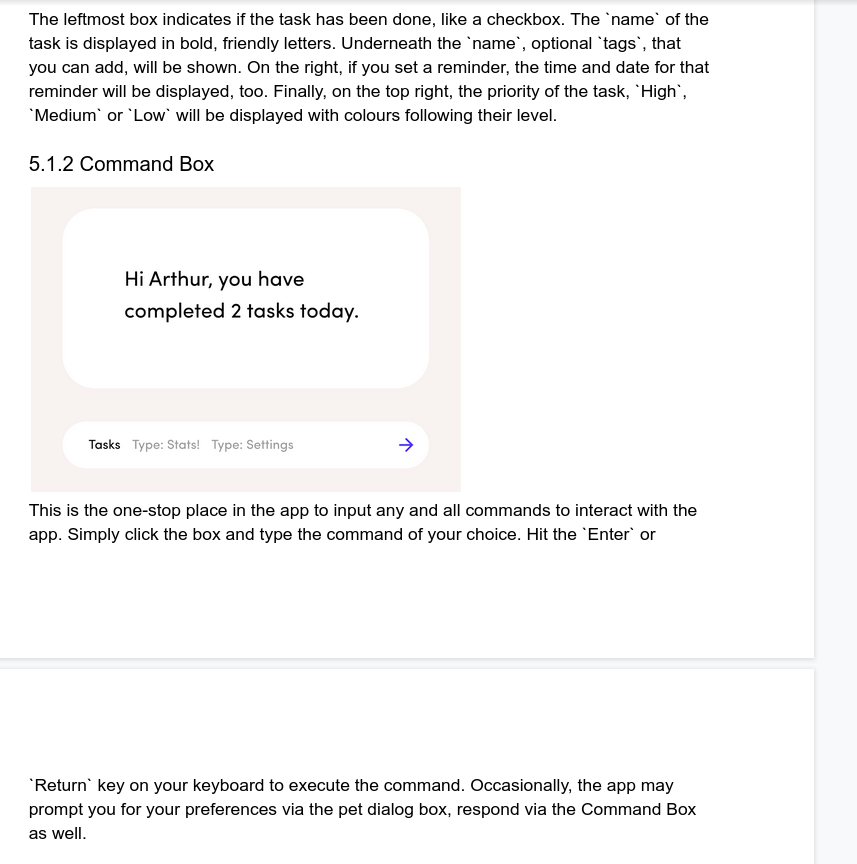 The leftmost box indicates if the task has been done, like a checkbox. The `name` of the
task is displayed in bold, friendly letters. Underneath the `name`, optional `tags`, that
you can add, will be shown. On the right, if you set a reminder, the time and date for that
reminder will be displayed, too. Finally, on the top right, the priority of the task, `High`,
`Medium` or `Low` will be displayed with colours following their level.
5.1.2 Command Box
Hi Arthur, you have
completed 2 tasks today.
Tasks Type: Stats! Type: Settings
This is the one-stop place in the app to input any and all commands to interact with the
app. Simply click the box and type the command of your choice. Hit the `Enter` or
`Return` key on your keyboard to execute the command. Occasionally, the app may
prompt you for your preferences via the pet dialog box, respond via the Command Box
as well.